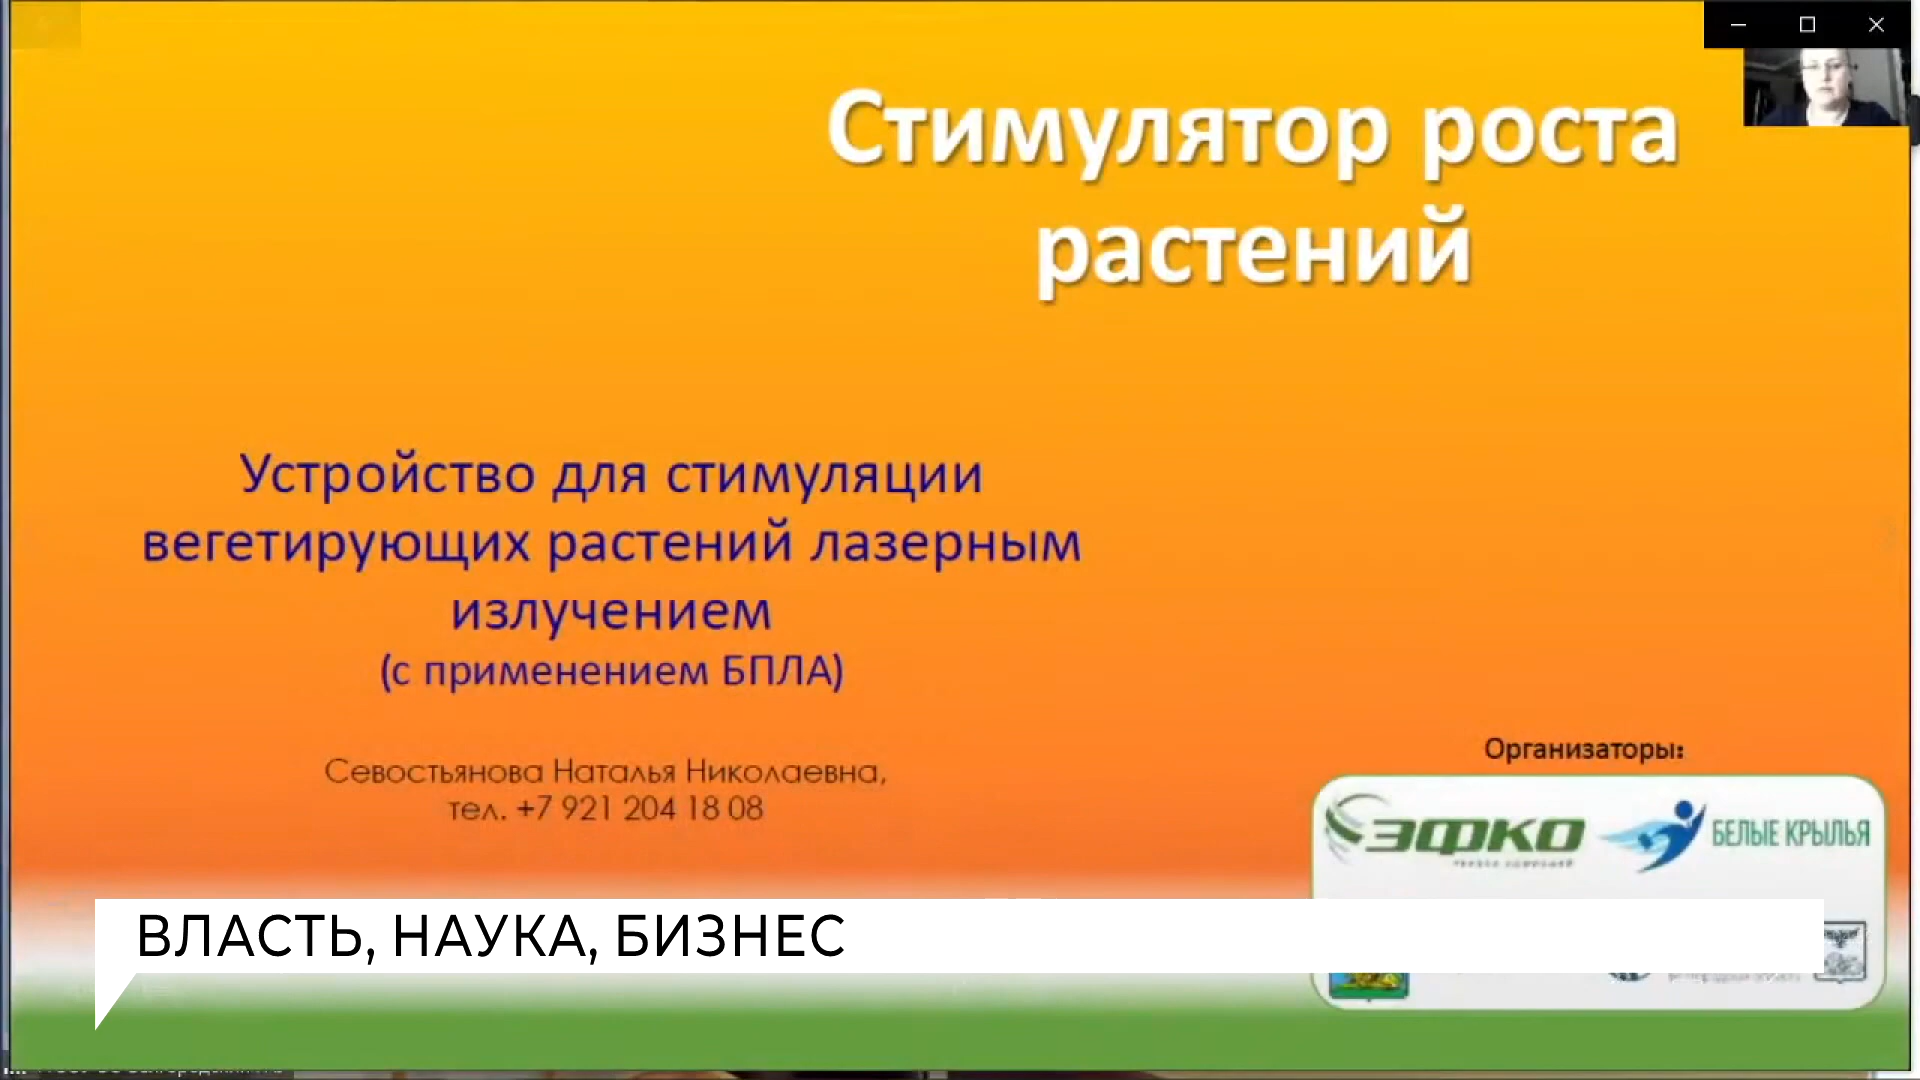 Стимулятор роста
растений
Устройство для стимуляции
вегетирующих растений лазерным
излучением
(с применением БПЛА)
Севостьянова Наталья Николаевна,
тел. +7 921 204 18 08
Организаторы:
ЭФКО
БЕЛЫЕ КРЫЛЬЯ
ВЛАСТЬ, НАУКА, БИЗНЕС